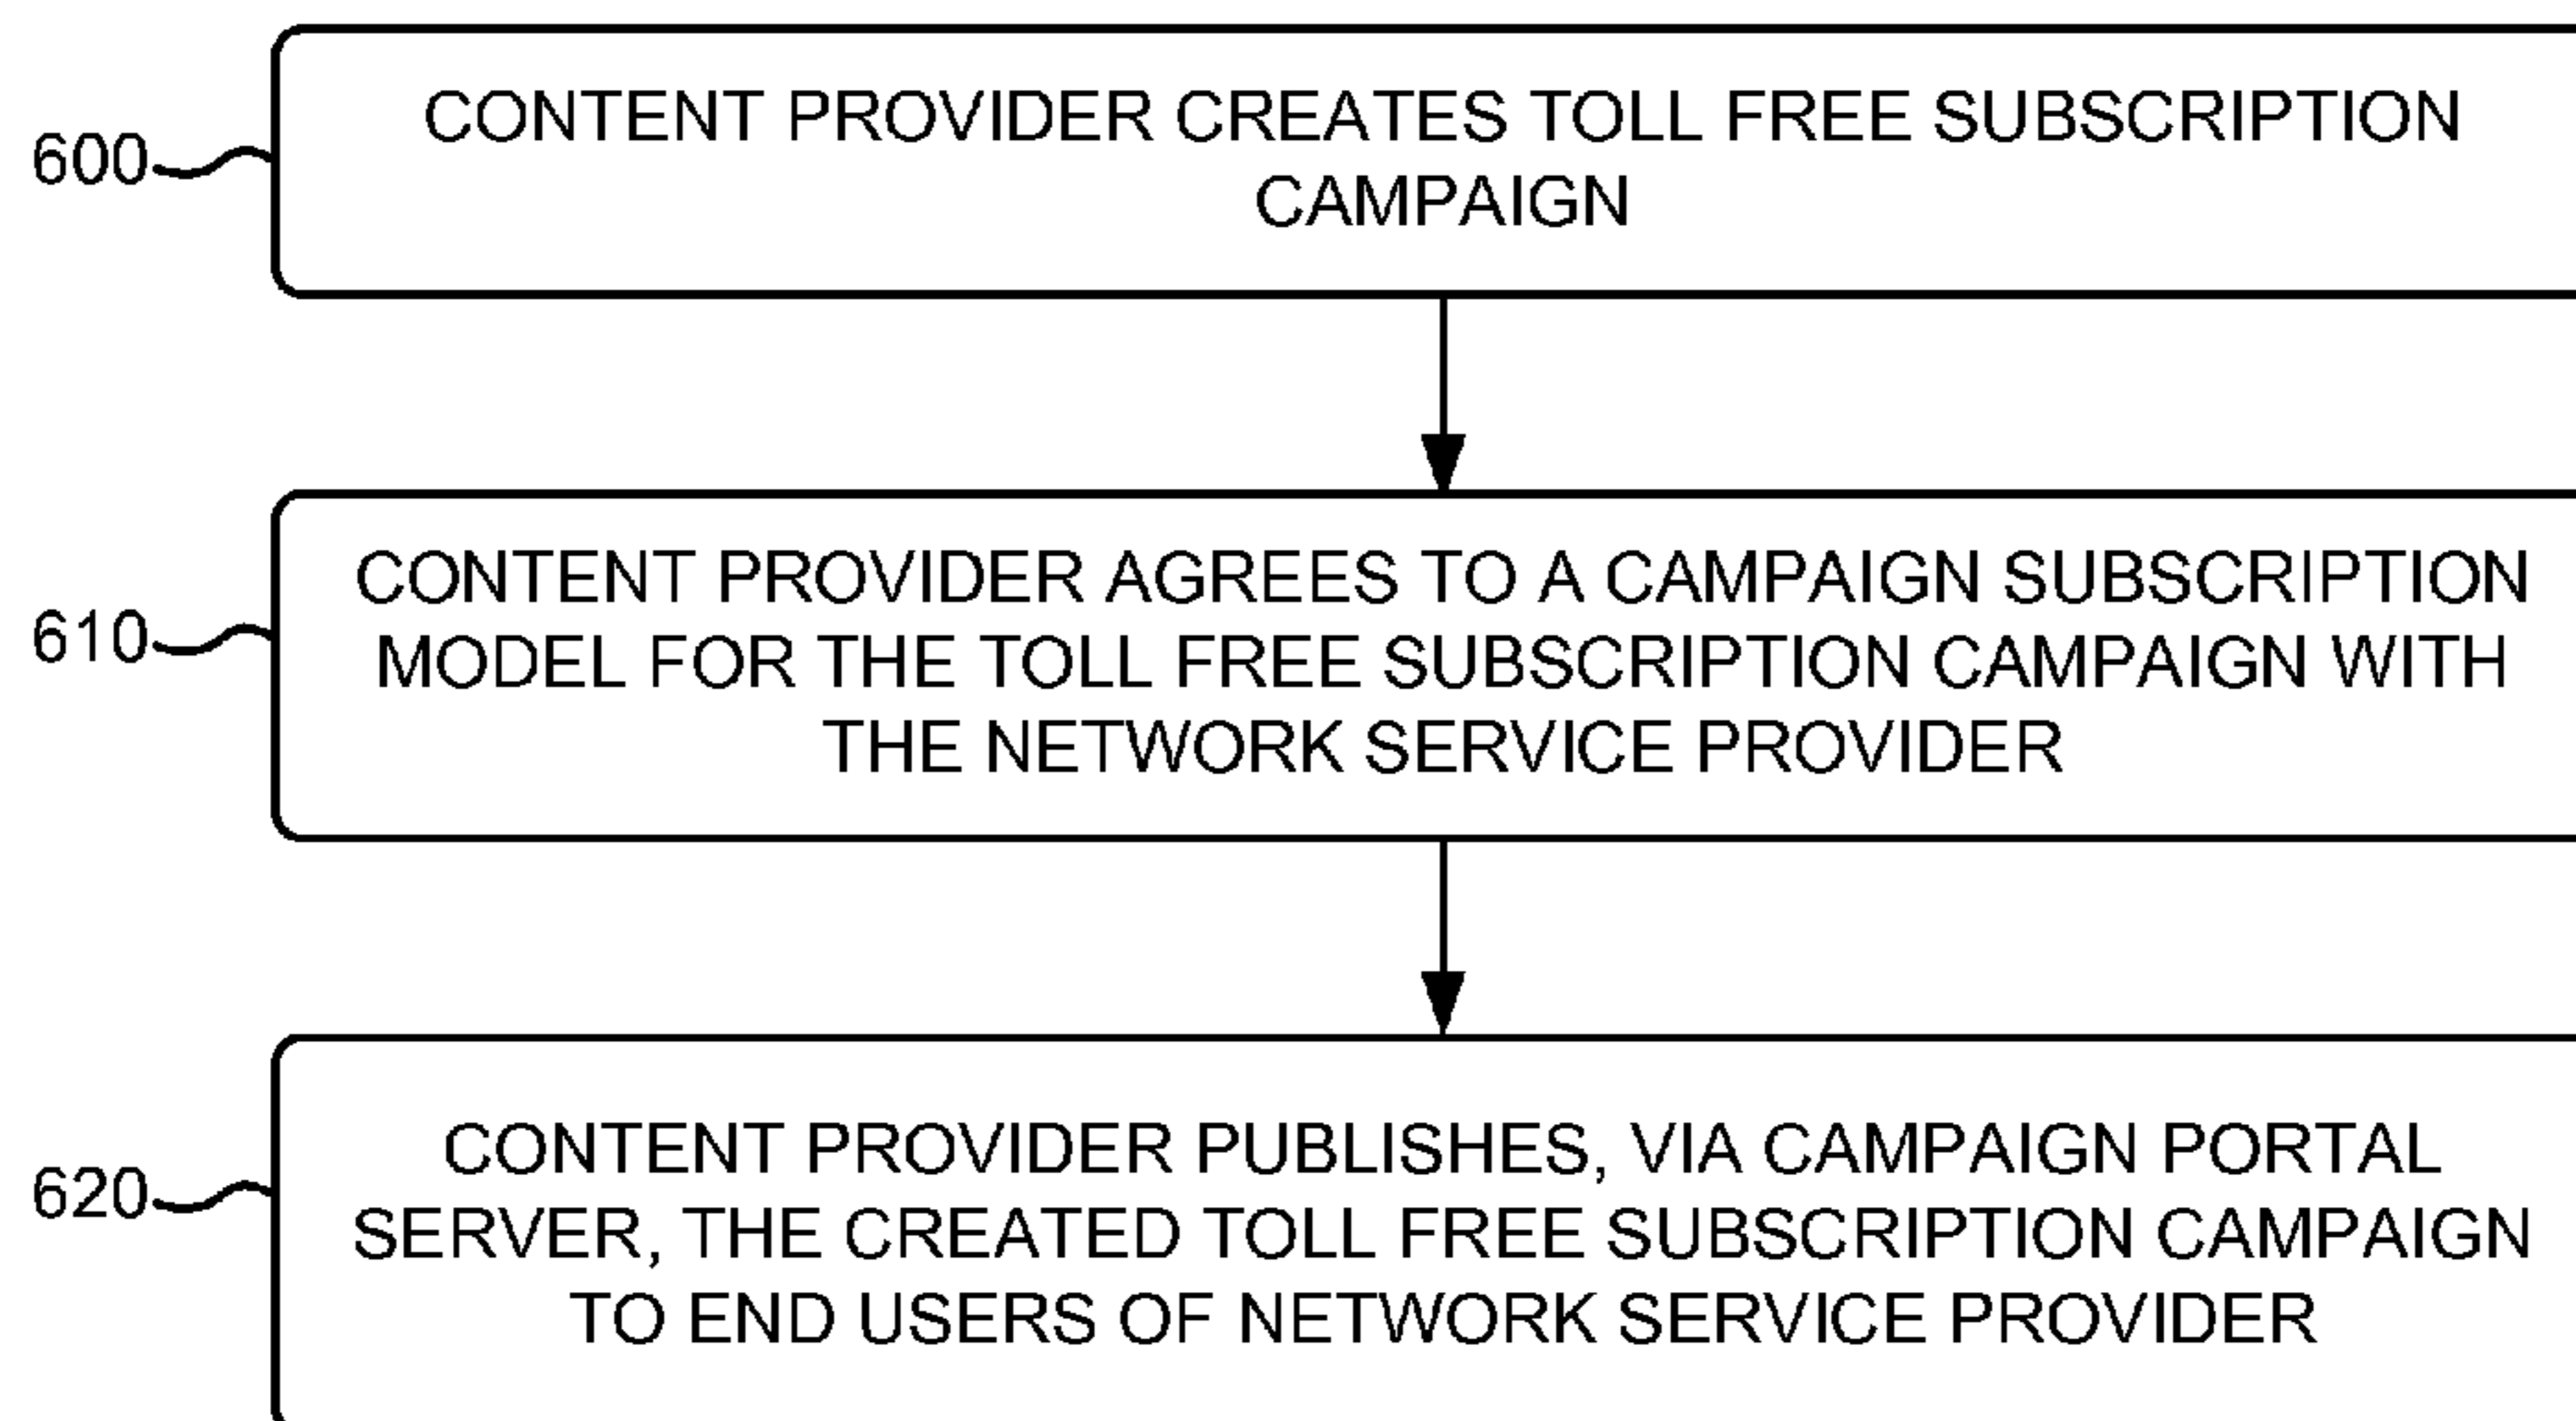 600
CONTENT PROVIDER CREATES TOLL FREE SUBSCRIPTION
CAMPAIGN
610
CONTENT PROVIDER AGREES TO A CAMPAIGN SUBSCRIPTION
MODEL FOR THE TOLL FREE SUBSCRIPTION CAMPAIGN WITH
THE NETWORK SERVICE PROVIDER
620
CONTENT PROVIDER PUBLISHES, VIA CAMPAIGN PORTAL
SERVER, THE CREATED TOLL FREE SUBSCRIPTION CAMPAIGN
TO END USERS OF NETWORK SERVICE PROVIDER